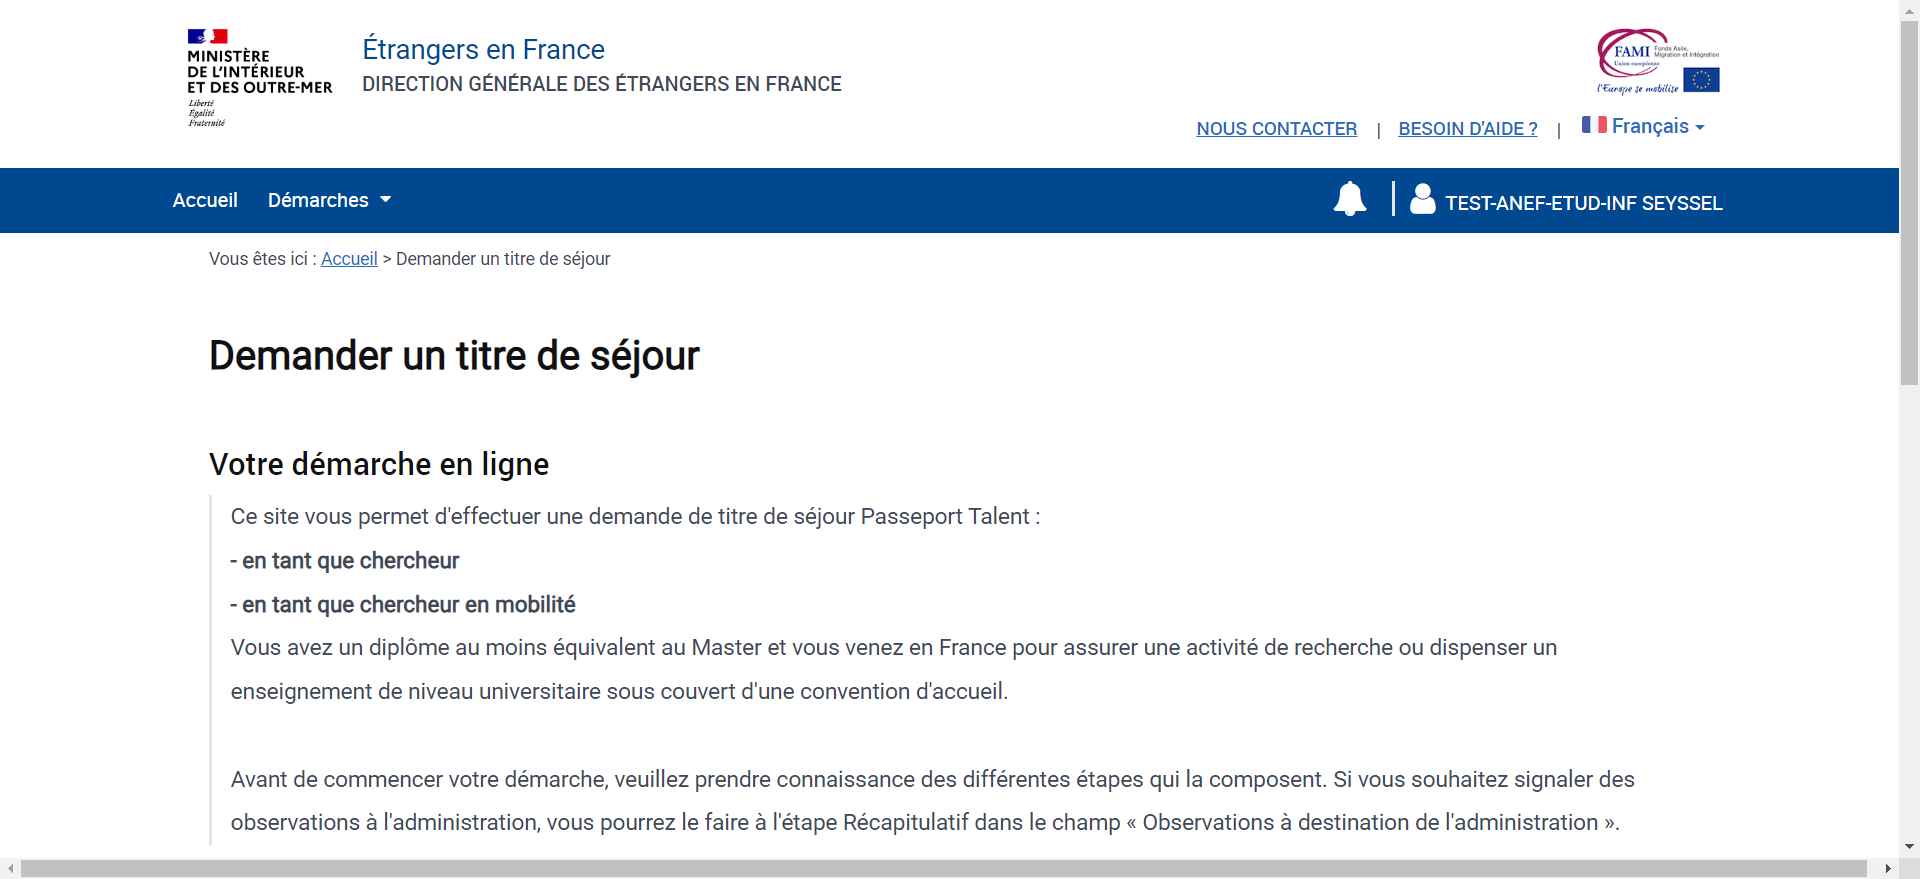 MINISTÈRE
DE L'INTÉRIEUR
ET DES OUTRE-MER
Liberté
Égalité
Fraternité
Étrangers en France
DIRECTION GÉNÉRALE DES ÉTRANGERS EN FRANCE
FAMI Fonds Asile,
Migration et Intégration
Union européenne
l'Europe se mobilise
NOUS CONTACTER | BESOIN D'AIDE ? | Français
Accueil Démarches TEST-ANEF-ETUD-INF SEYSSEL
Vous êtes ici : Accueil > Demander un titre de séjour
Demander un titre de séjour
Votre démarche en ligne
Ce site vous permet d'effectuer une demande de titre de séjour Passeport Talent :
- en tant que chercheur
- en tant que chercheur en mobilité
Vous avez un diplôme au moins équivalent au Master et vous venez en France pour assurer une activité de recherche ou dispenser un
enseignement de niveau universitaire sous couvert d'une convention d'accueil.
Avant de commencer votre démarche, veuillez prendre connaissance des différentes étapes qui la composent. Si vous souhaitez signaler des
observations à l'administration, vous pourrez le faire à l'étape Récapitulatif dans le champ « Observations à destination de l'administration ».